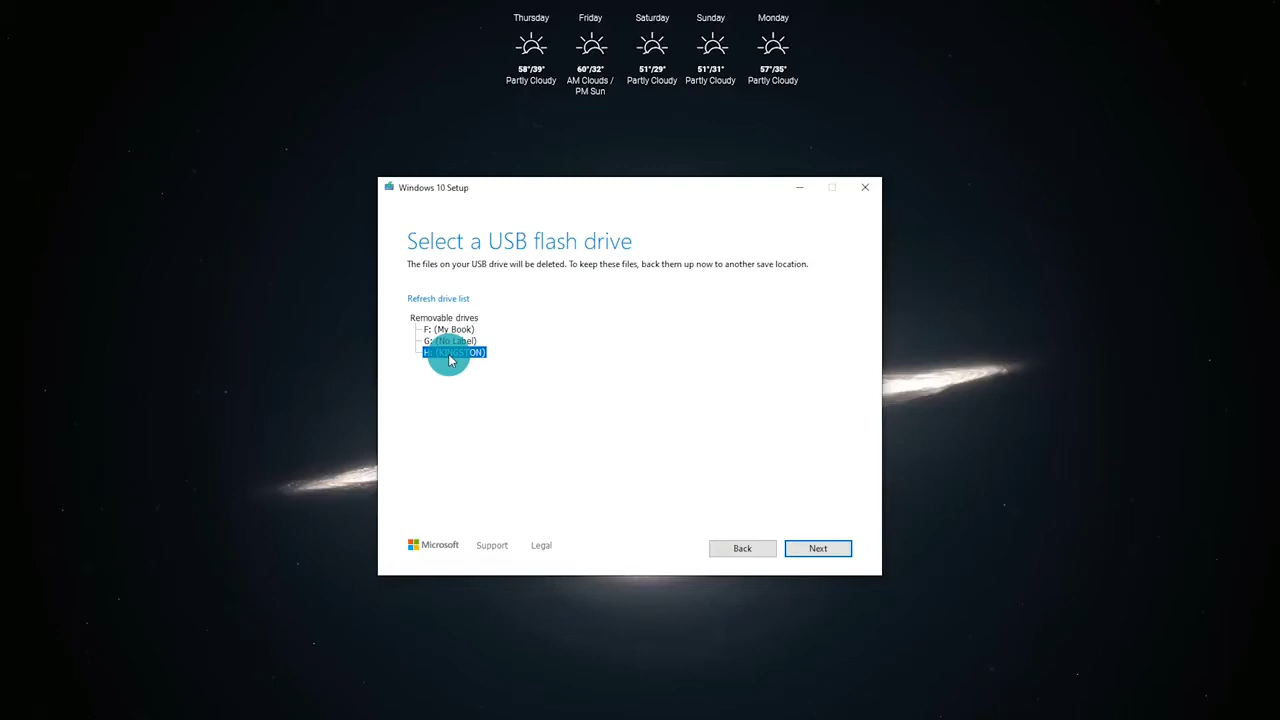 Thursday Friday Saturday Sunday Monday
58°/39° 60°/32° 51°/29° 51°/31° 57°/35°
Partly Cloudy AM Clouds / Partly Cloudy Partly Cloudy Partly Cloudy
PM Sun
Windows 10 Setup
Select a USB flash drive
The files on your USB drive will be deleted. To keep these files, back them up now to another save location.
Refresh drive list
Removable drives
F: (My Book)
G: (No Label)
H: (KINGSTON)
Microsoft Support Legal Back Next